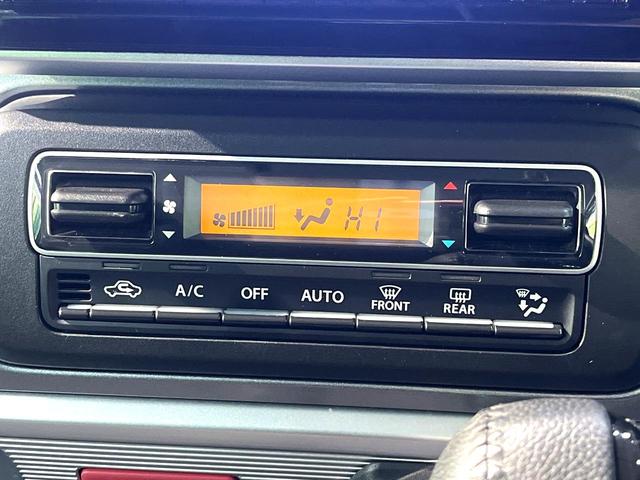 HI
A/C OFF AUTO FRONT REAR